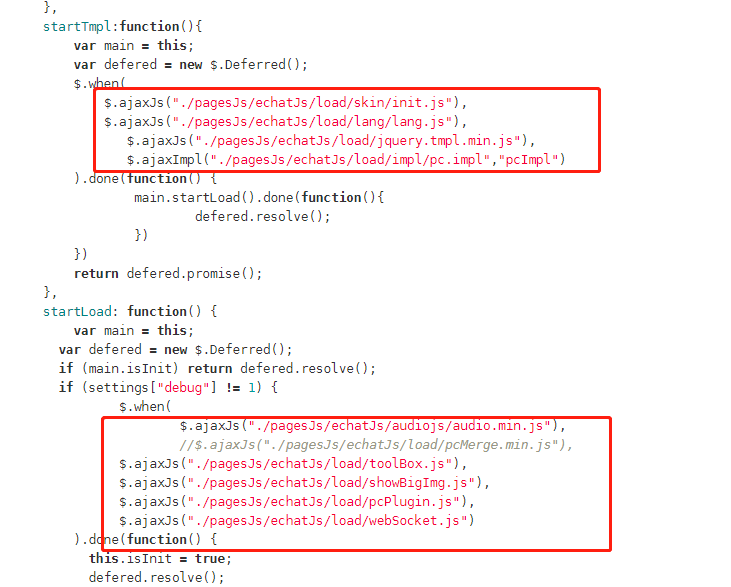 },
startTmpl:function(){
var main = this;
var defered = new $.Deferred();
$.when(
$.ajaxJs("./pagesJs/echatJs/load/skin/init.js"),
$.ajaxJs("./pagesJs/echatJs/load/lang/lang.js"),
$.ajaxJs("./pagesJs/echatJs/load/jquery.tmpl.min.js"),
$.ajaxImpl("./pagesJs/echatJs/load/impl/pc.impl","pcImpl")
).done(function() {
main.startLoad().done(function(){
defered.resolve();
})
})
return defered.promise();
},
startLoad: function() {
var main = this;
var defered = new $.Deferred();
if (main.isInit) return defered.resolve();
if (settings["debug"] != 1) {
$.when(
$.ajaxJs("./pagesJs/echatJs/audiojs/audio.min.js"),
//$.ajaxJs("./pagesJs/echatJs/load/pcMerge.min.js"),
$.ajaxJs("./pagesJs/echatJs/load/toolBox.js"),
$.ajaxJs("./pagesJs/echatJs/load/showBigImg.js"),
$.ajaxJs("./pagesJs/echatJs/load/pcPlugin.js"),
$.ajaxJs("./pagesJs/echatJs/load/webSocket.js")
).done(function() {
this.isInit = true;
defered.resolve();